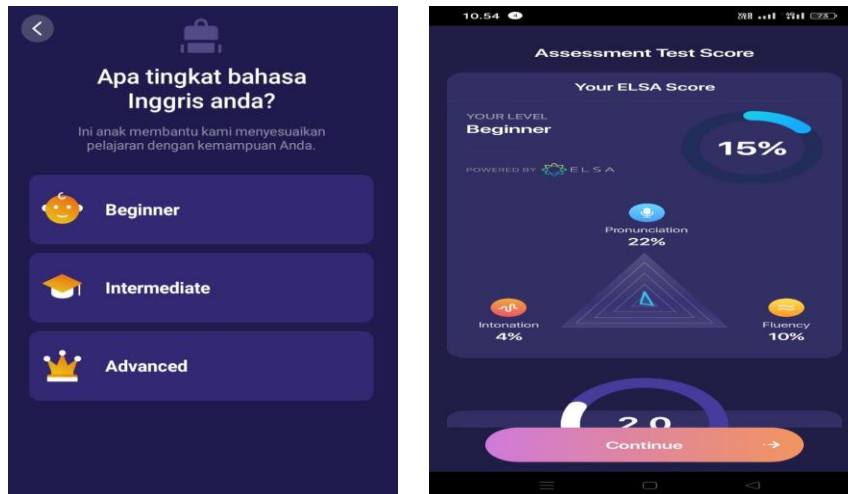 Apa tingkat bahasa
Inggris anda?
Ini anak membantu kami menyesuaikan
pelajaran dengan kemampuan Anda.
Beginner
Intermediate
Advanced
10.54
Assessment Test Score
Your ELSA Score
YOUR LEVEL
Beginner
15%
POWERED BY ELSA
Pronunciation
22%
Intonation
4%
Fluency
10%
2.0
Continue